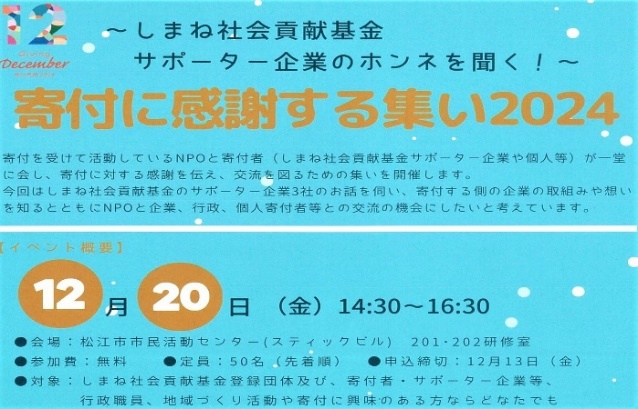 12
Giving
December
～しまね社会貢献基金
サポーター企業のホンネを聞く！～
寄付に感謝する集い2024
寄付を受けて活動しているNPOと寄付者（しまね社会貢献基金サポーター企業や個人等）が一堂
に会し、寄付に対する感謝を伝え、交流を図るための集いを開催します。
今回はしまね社会貢献基金のサポーター企業3社のお話を伺い、寄付する側の企業の取組みや想い
を知るとともにNPOと企業、行政、個人寄付者等との交流の機会にしたいと考えています。
【イベント概要】
12月20日（金）14:30～16:30
●会場：松江市市民活動センター(スティックビル) 201・202研修室
●参加費：無料 ●定員：50名（先着順） ●申込締切：12月13日（金）
●対象：しまね社会貢献基金登録団体及び、寄付者・サポーター企業等、
行政職員、地域づくり活動や寄付に興味のある方ならどなたでも